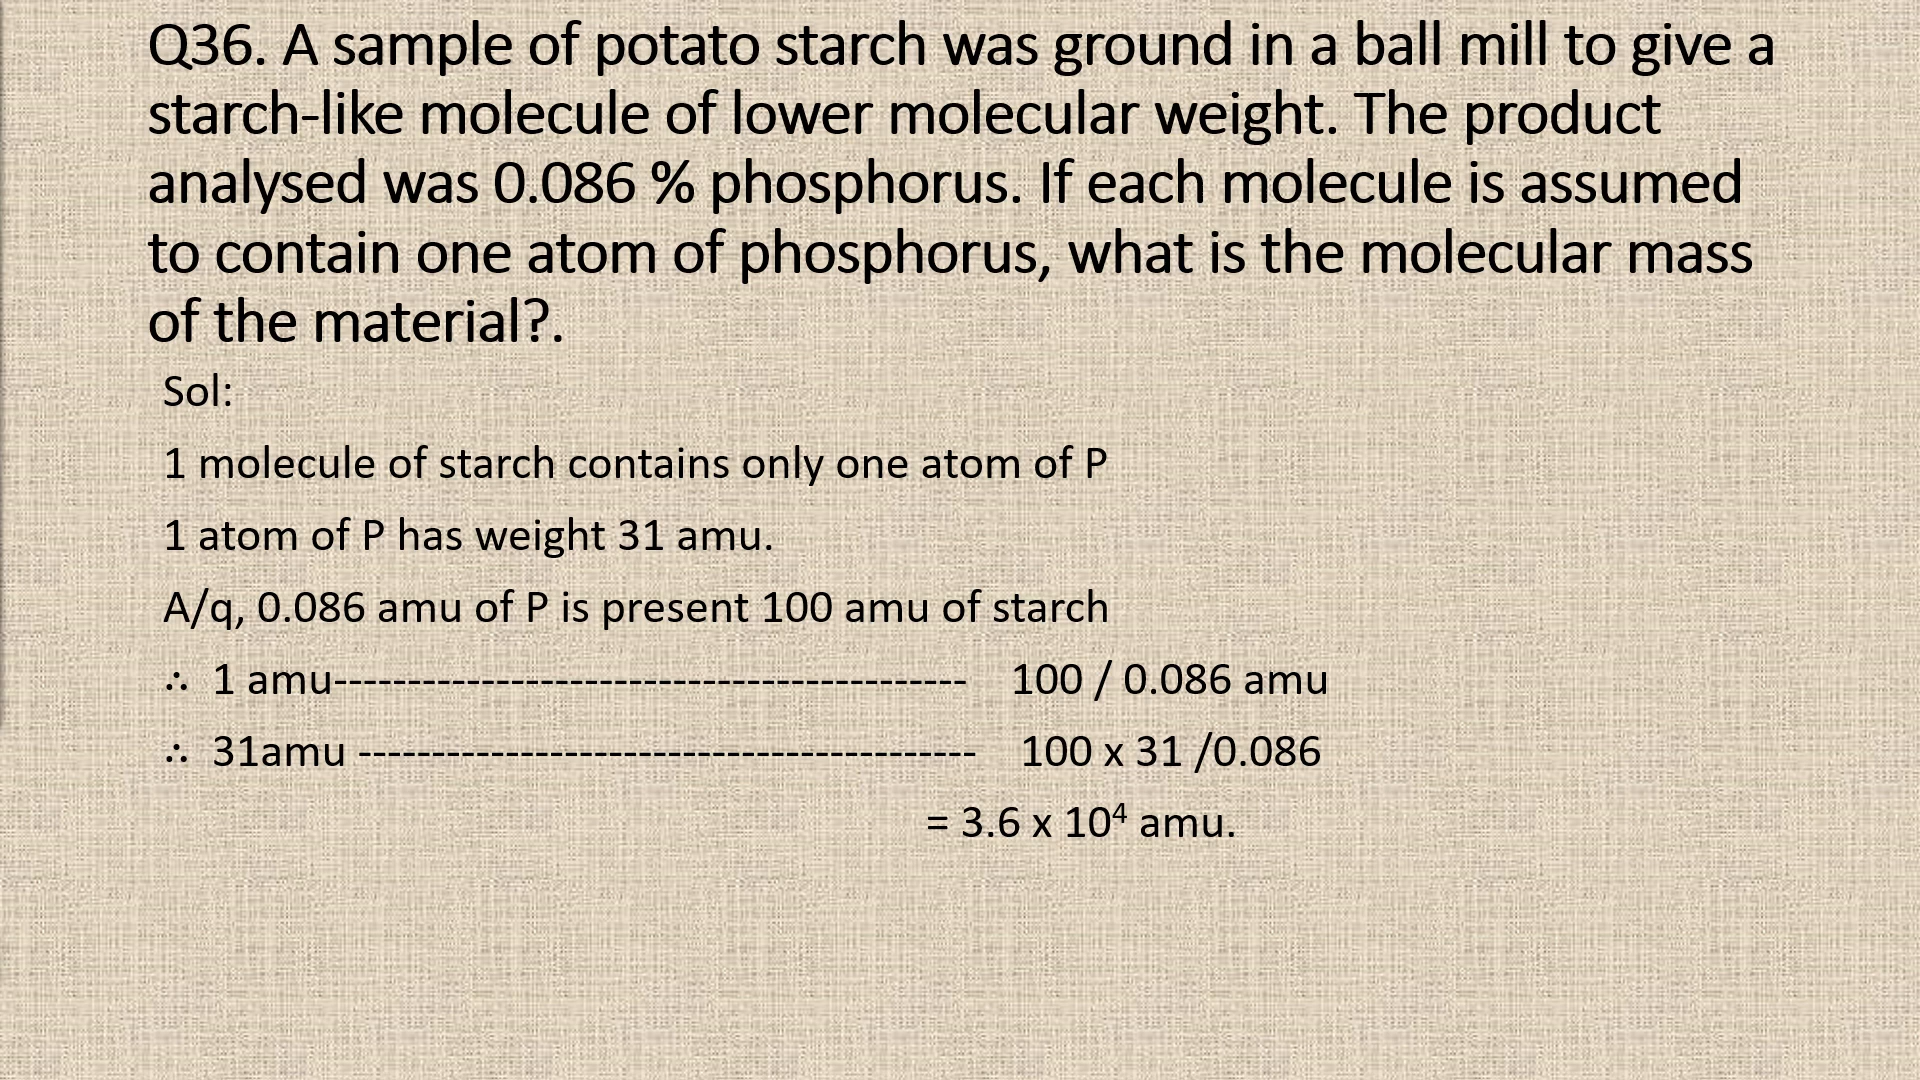 Q36. A sample of potato starch was ground in a ball mill to give a
starch-like molecule of lower molecular weight. The product
analysed was 0.086 % phosphorus. If each molecule is assumed
to contain one atom of phosphorus, what is the molecular mass
of the material?.
Sol:
1 molecule of starch contains only one atom of P
1 atom of P has weight 31 amu.
A/q, 0.086 amu of P is present 100 amu of starch
∴ 1 amu------------------------------------------- 100 / 0.086 amu
∴ 31amu ------------------------------------------ 100 x 31 /0.086
= 3.6 x 10⁴ amu.